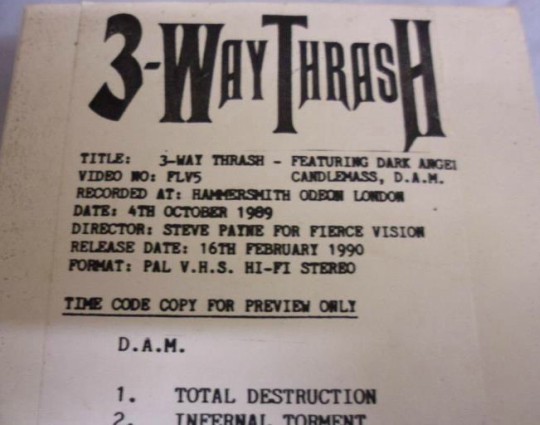 3-WAY THRASH
TITLE: 3-WAY THRASH - FEATURING DARK ANGEL
VIDEO NO: FLV5 CANDLEMASS, D.A.M.
RECORDED AT: HAMMERSMITH ODEON LONDON
DATE: 4TH OCTOBER 1989
DIRECTOR: STEVE PAYNE FOR FIERCE VISION
RELEASE DATE: 16TH FEBRUARY 1990
FORMAT: PAL V.H.S. HI-FI STEREO
TIME CODE COPY FOR PREVIEW ONLY
D.A.M.
1. TOTAL DESTRUCTION
2. INFERNAL TORMENT